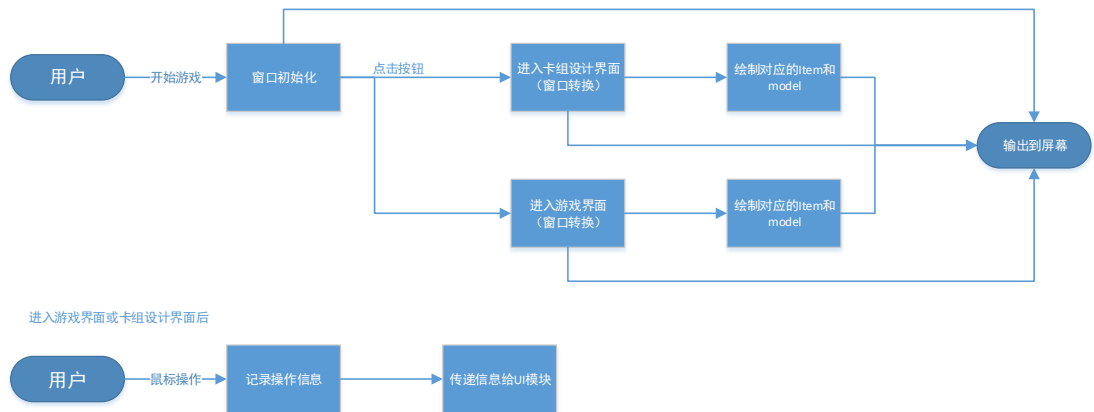 用户
开始游戏
窗口初始化
点击按钮
进入卡组设计界面
（窗口转换）
绘制对应的Item和
model
输出到屏幕
进入游戏界面
（窗口转换）
绘制对应的Item和
model
进入游戏界面或卡组设计界面后
用户
鼠标操作
记录操作信息
传递信息给UI模块